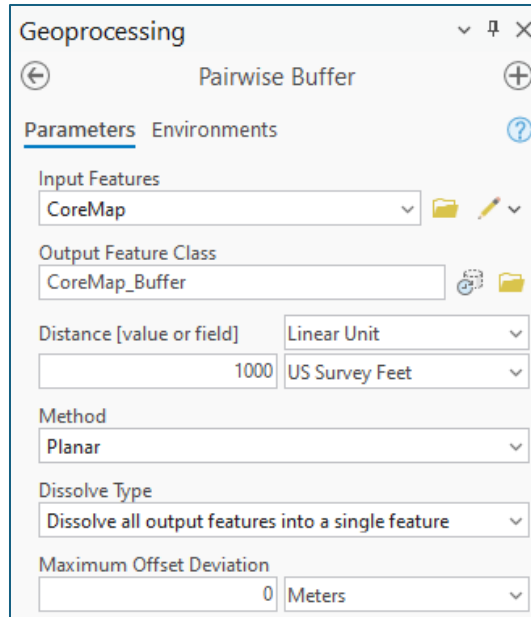 Geoprocessing
Pairwise Buffer
Parameters Environments
Input Features
CoreMap
Output Feature Class
CoreMap_Buffer
Distance [value or field] Linear Unit
1000 US Survey Feet
Method
Planar
Dissolve Type
Dissolve all output features into a single feature
Maximum Offset Deviation
0 Meters